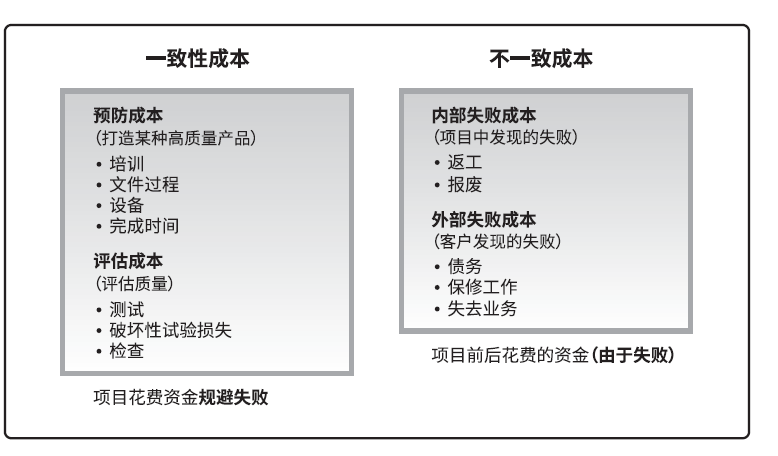 一致性成本
预防成本
（打造某种高质量产品）
• 培训
• 文件过程
• 设备
• 完成时间
评估成本
（评估质量）
• 测试
• 破坏性试验损失
• 检查
项目花费资金规避失败
不一致成本
内部失败成本
（项目中发现的失败）
• 返工
• 报废
外部失败成本
（客户发现的失败）
• 债务
• 保修工作
• 失去业务
项目前后花费的资金（由于失败）